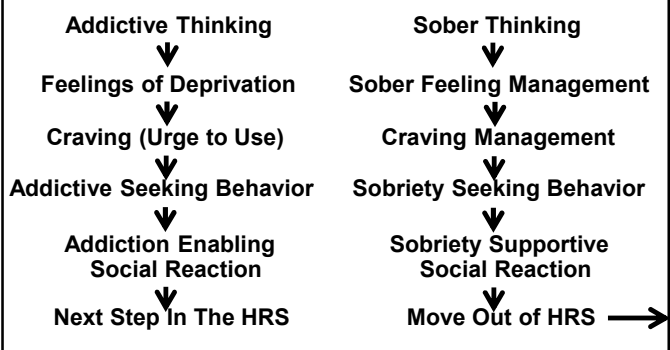 Addictive Thinking
Feelings of Deprivation
Craving (Urge to Use)
Addictive Seeking Behavior
Addiction Enabling
Social Reaction
Next Step In The HRS
Sober Thinking
Sober Feeling Management
Craving Management
Sobriety Seeking Behavior
Sobriety Supportive
Social Reaction
Move Out of HRS